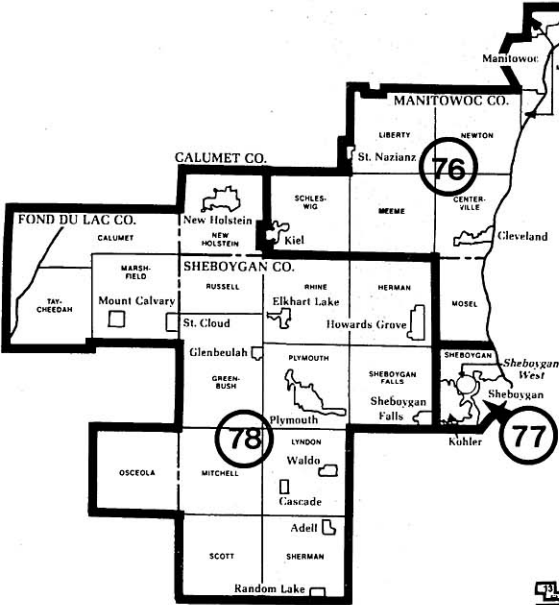 Manitowoc
MANITOWOC CO.
LIBERTY
NEWTON
St. Nazianz
76
CALUMET CO.
New Holstein
NEW
HOLSTEIN
SCHLES-
WIG
MEEME
CENTER-
VILLE
Cleveland
Kiel
FOND DU LAC CO.
CALUMET
SHEBOYGAN CO.
MARSH-
FIELD
TAY-
CHEEDAH
Mount Calvary
St. Cloud
RUSSELL
RHINE
Elkhart Lake
HERMAN
Howards Grove
MOSEL
Glenbeulah
GREEN-
BUSH
PLYMOUTH
Plymouth
SHEBOYGAN
FALLS
Sheboygan
Falls
SHEBOYGAN
Sheboygan
West
Sheboygan
Kohler
77
78
OSCEOLA
MITCHELL
LYNDON
Waldo
Cascade
Adell
SCOTT
SHERMAN
Random Lake